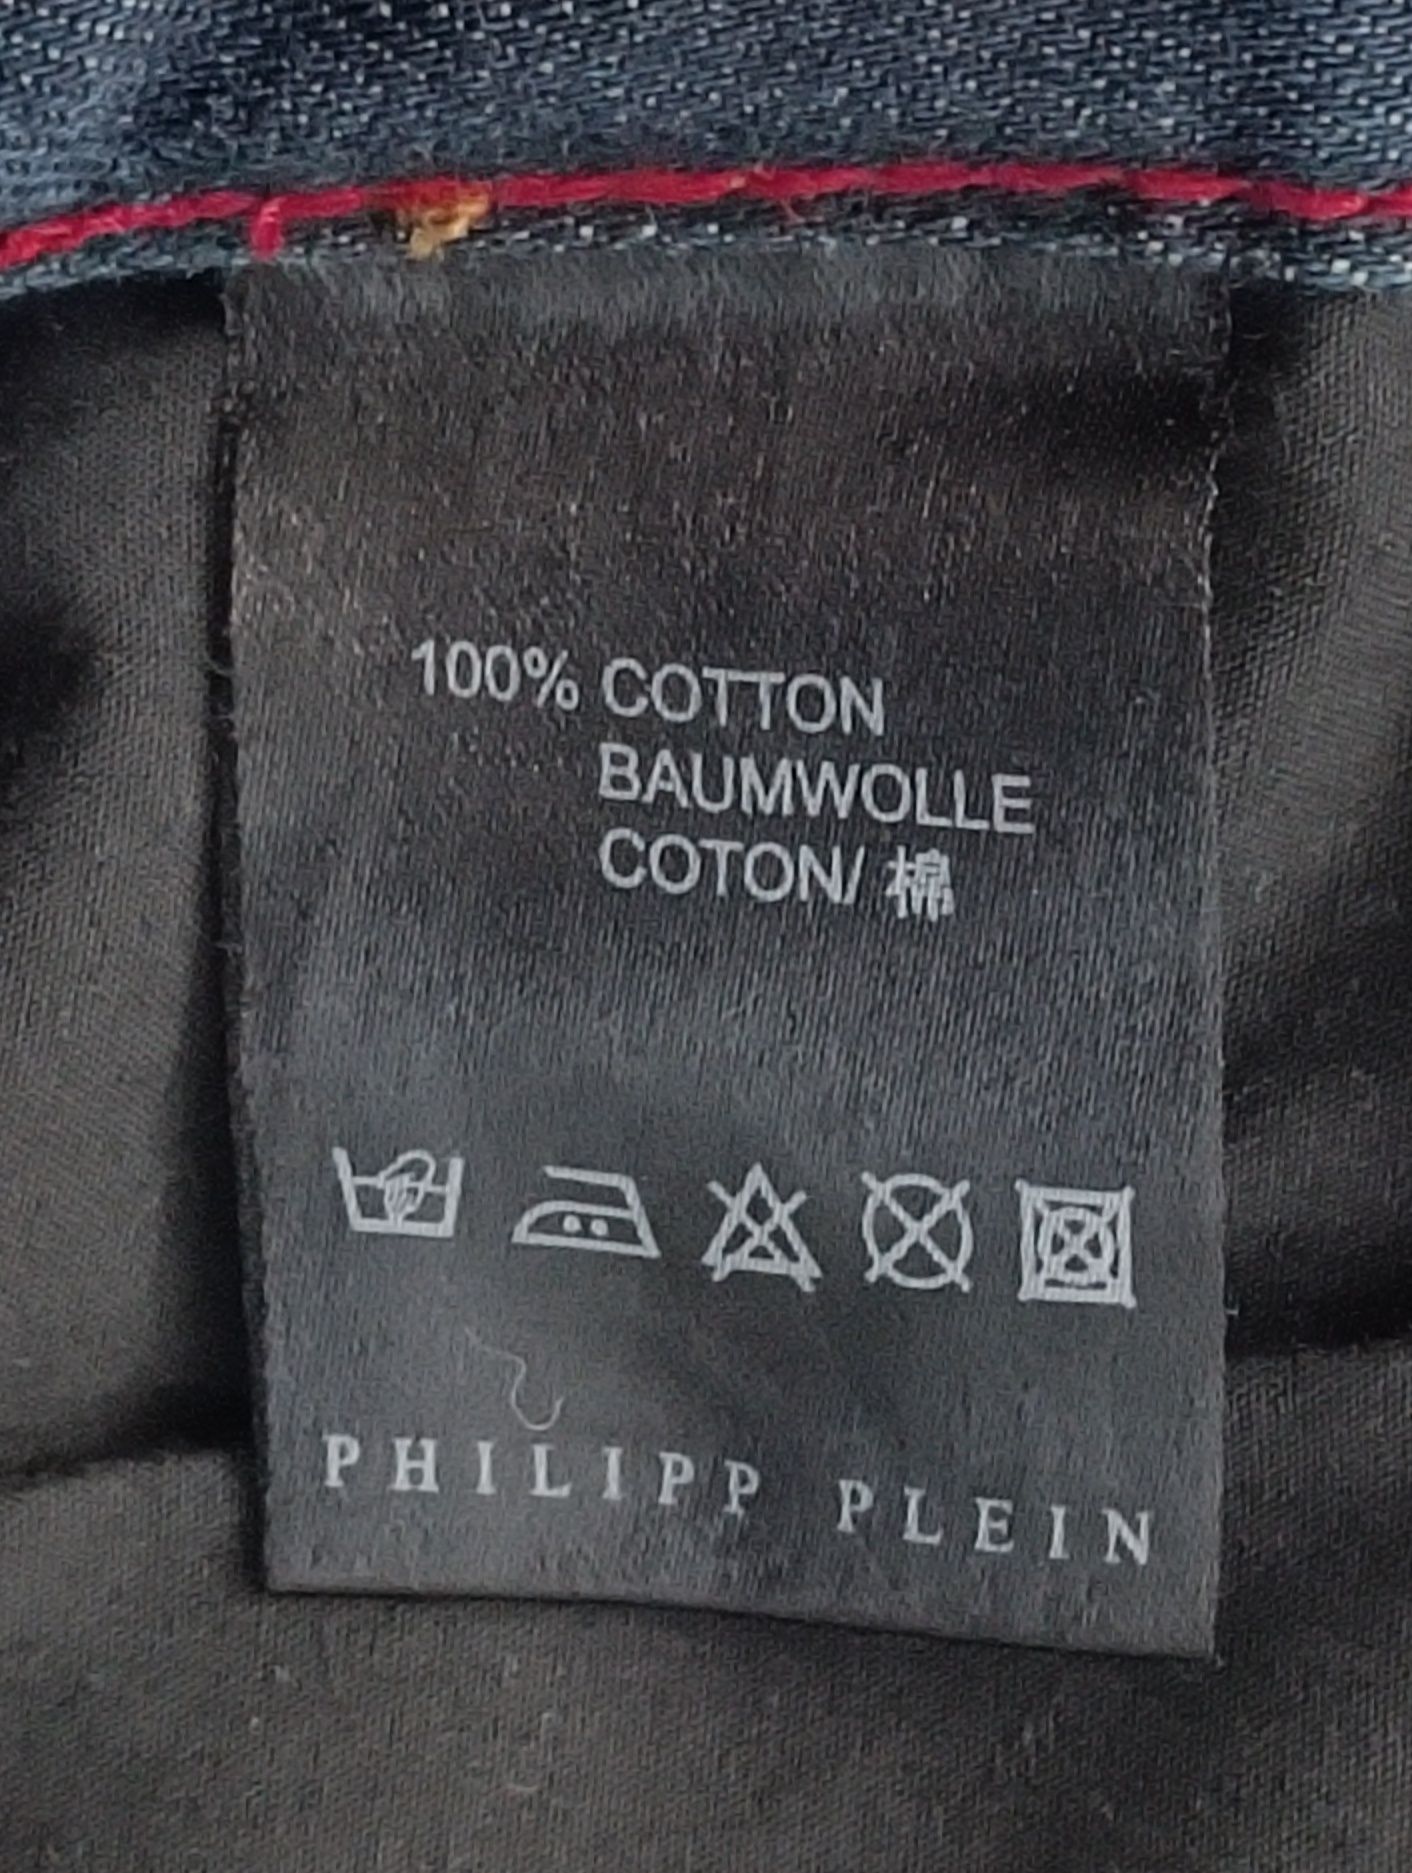 100% COTTON
BAUMWOLLE
COTON/ 棉
PHILIPP PLEIN